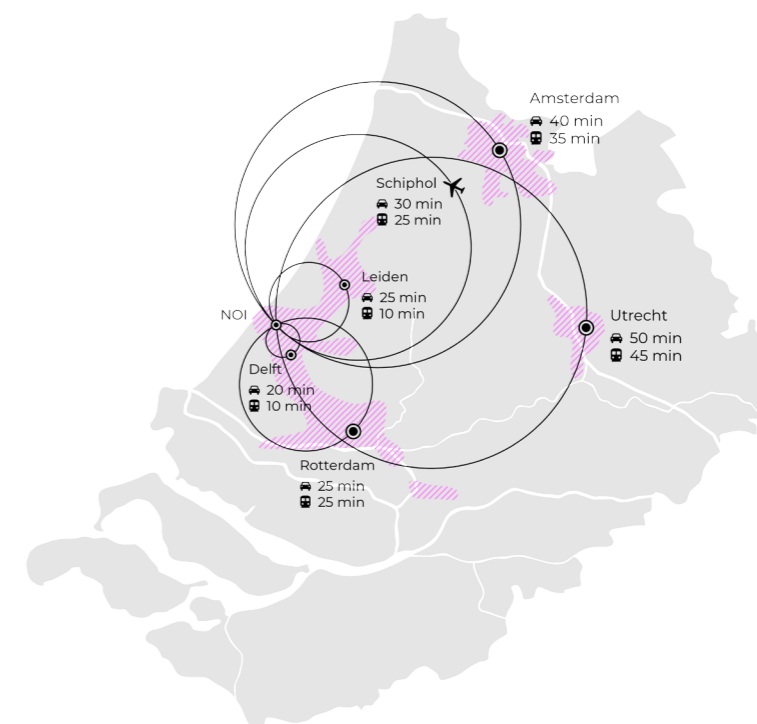 Amsterdam
40 min
35 min
Schiphol
30 min
25 min
Leiden
25 min
10 min
NOI
Utrecht
50 min
45 min
Delft
20 min
10 min
Rotterdam
25 min
25 min